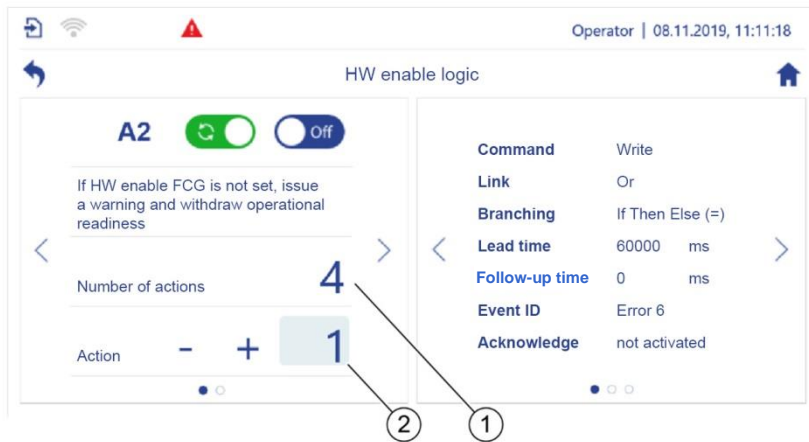 Operator | 08.11.2019, 11:11:18
HW enable logic
A2
Off
If HW enable FCG is not set, issue
a warning and withdraw operational
readiness
Number of actions 4
Action - + 1
Command Write
Link Or
Branching If Then Else (=)
Lead time 60000 ms
Follow-up time 0 ms
Event ID Error 6
Acknowledge not activated
2 1